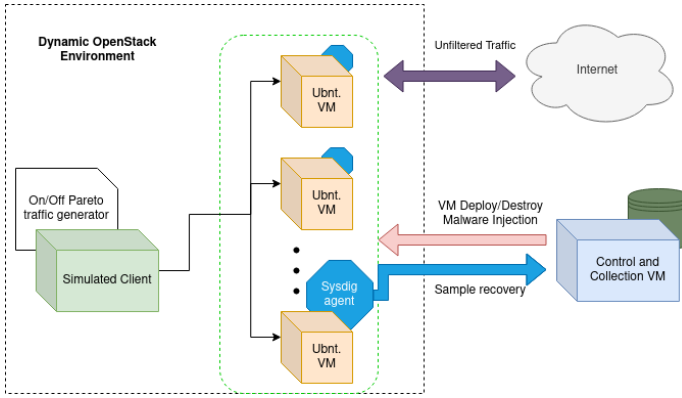 Dynamic OpenStack
Environment
Ubnt.
VM
Unfiltered Traffic
Internet
Ubnt.
VM
On/Off Pareto
traffic generator
Simulated Client
VM Deploy/Destroy
Malware Injection
Control and
Collection VM
Sysdig
agent
Sample recovery
Ubnt.
VM